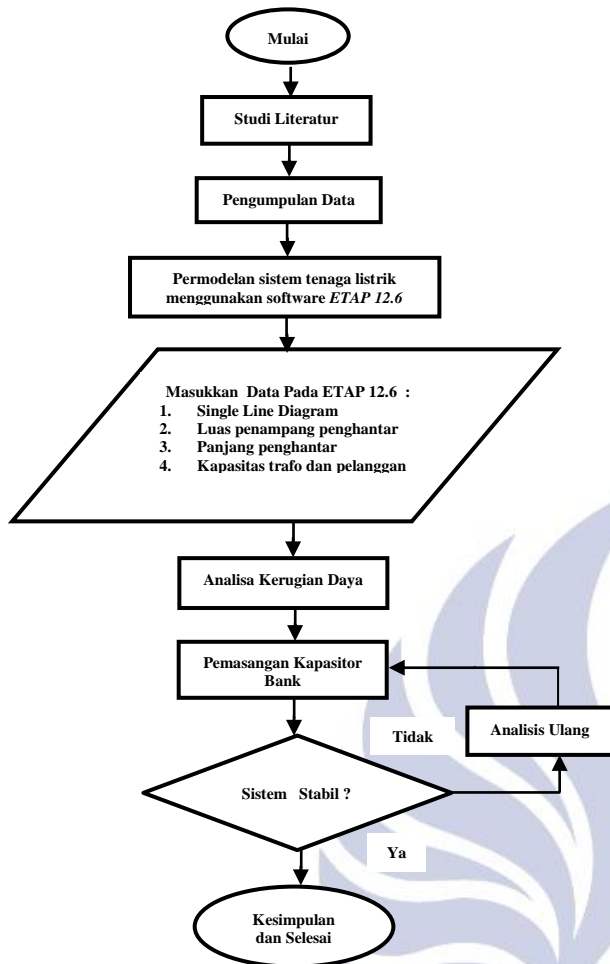 Mulai
Studi Literatur
Pengumpulan Data
Permodelan sistem tenaga listrik
menggunakan software ETAP 12.6
Masukkan Data Pada ETAP 12.6 :
1. Single Line Diagram
2. Luas penampang penghantar
3. Panjang penghantar
4. Kapasitas trafo dan pelanggan
Analisa Kerugian Daya
Pemasangan Kapasitor
Bank
Tidak
Analisis Ulang
Sistem Stabil ?
Ya
Kesimpulan
dan Selesai